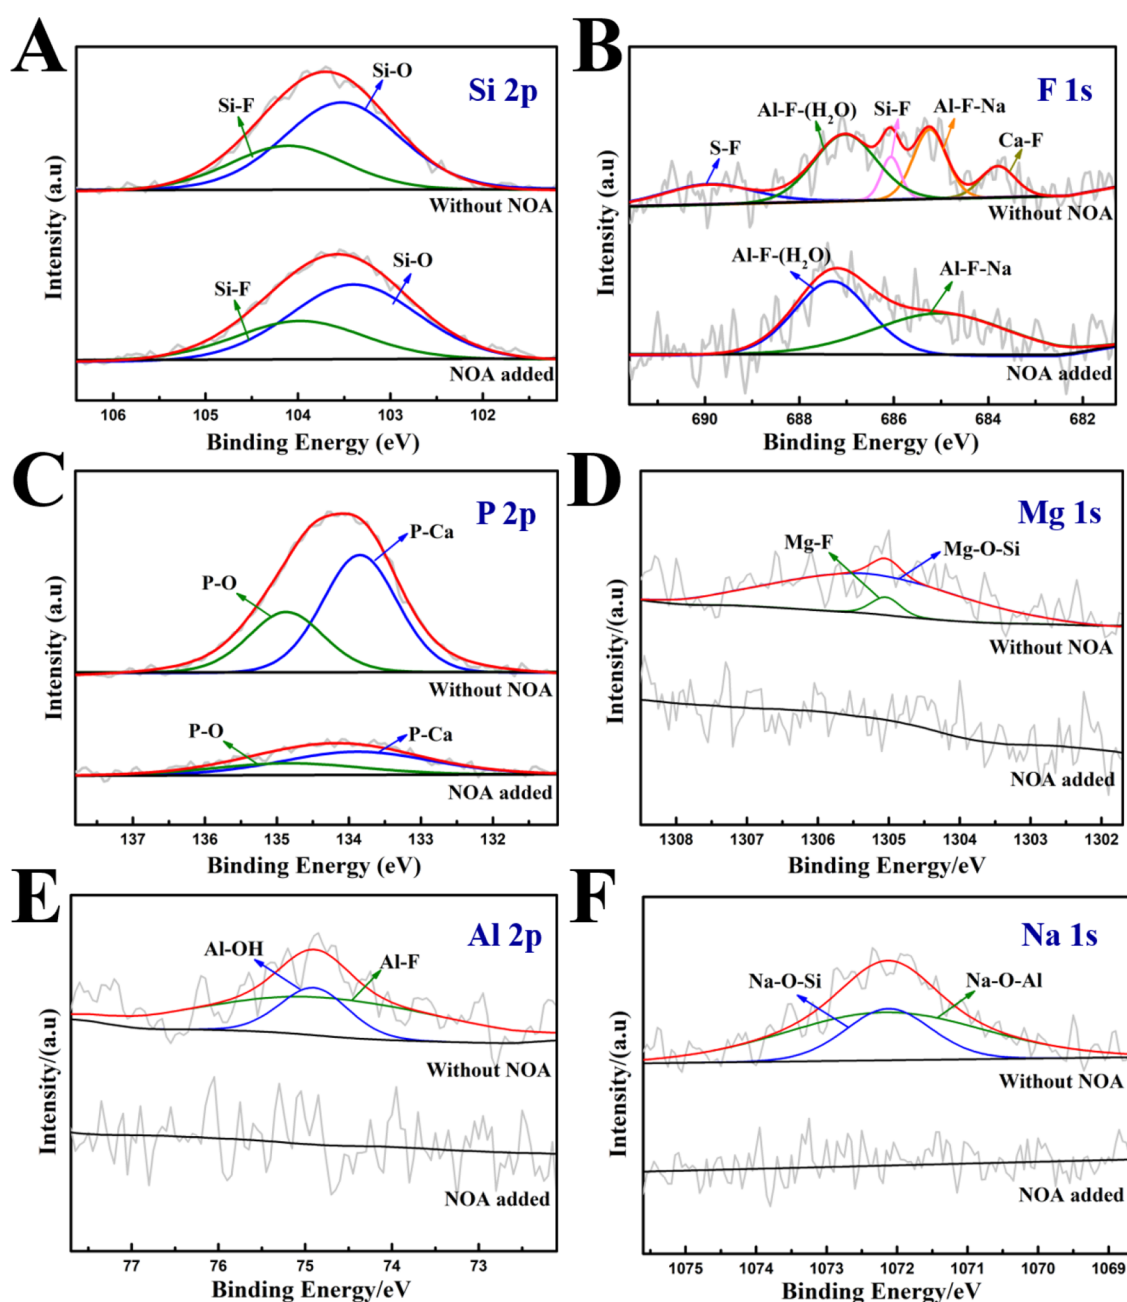 A
Si 2p
Si-O
Si-F
Without NOA
Si-O
Si-F
NOA added
Intensity (a.u)
106 105 104 103 102
Binding Energy (eV)
B
F 1s
Al-F-(H₂O)
Si-F
Al-F-Na
S-F
Ca-F
Without NOA
Al-F-(H₂O)
Al-F-Na
NOA added
Intensity (a.u)
690 688 686 684 682
Binding Energy (eV)
C
P 2p
P-Ca
P-O
Without NOA
P-O
P-Ca
NOA added
Intensity (a.u)
137 136 135 134 133 132
Binding Energy (eV)
D
Mg 1s
Mg-F
Mg-O-Si
Without NOA
NOA added
Intensity/(a.u)
1308 1307 1306 1305 1304 1303 1302
Binding Energy/eV
E
Al 2p
Al-OH
Al-F
Without NOA
NOA added
Intensity/(a.u)
77 76 75 74 73
Binding Energy/eV
F
Na 1s
Na-O-Si
Na-O-Al
Without NOA
NOA added
Intensity/(a.u)
1075 1074 1073 1072 1071 1070 1069
Binding Energy/eV